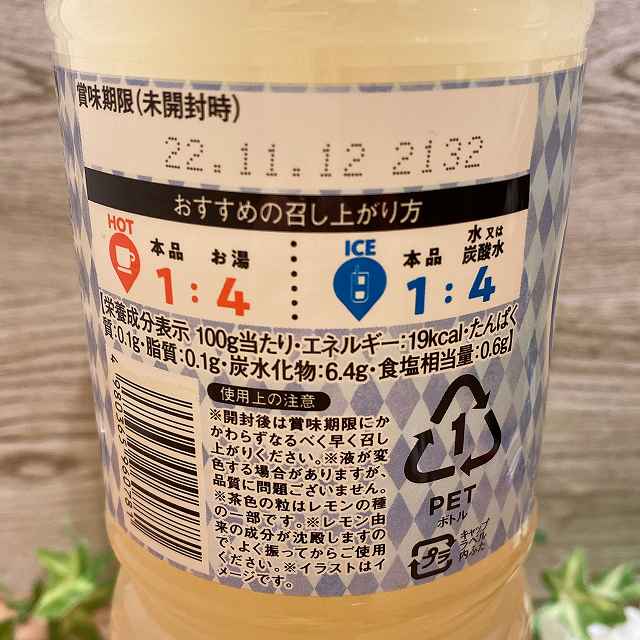 賞味期限(未開封時)
22.11.12 2132
おすすめの召し上がり方
HOT
本品 お湯
1:4
ICE
本品 水又は炭酸水
1:4
【栄養成分表示 100g当たり・エネルギー:19kcal・たんぱく
質:0.1g・脂質:0.1g・炭水化物:6.4g・食塩相当量:0.6g】
使用上の注意
※開封後は賞味期限にか
かわらずなるべく早く召し
上がりください。※液が変
色する場合がありますが、
品質に問題ございません。
※茶色の粒はレモンの種
の一部です。※レモン由
来の成分が沈殿しますの
で、よく振ってからご使用
ください。※イラストはイ
メージです。
1
PET
ボトル
プラ
キャップ
ラベル
内ふた